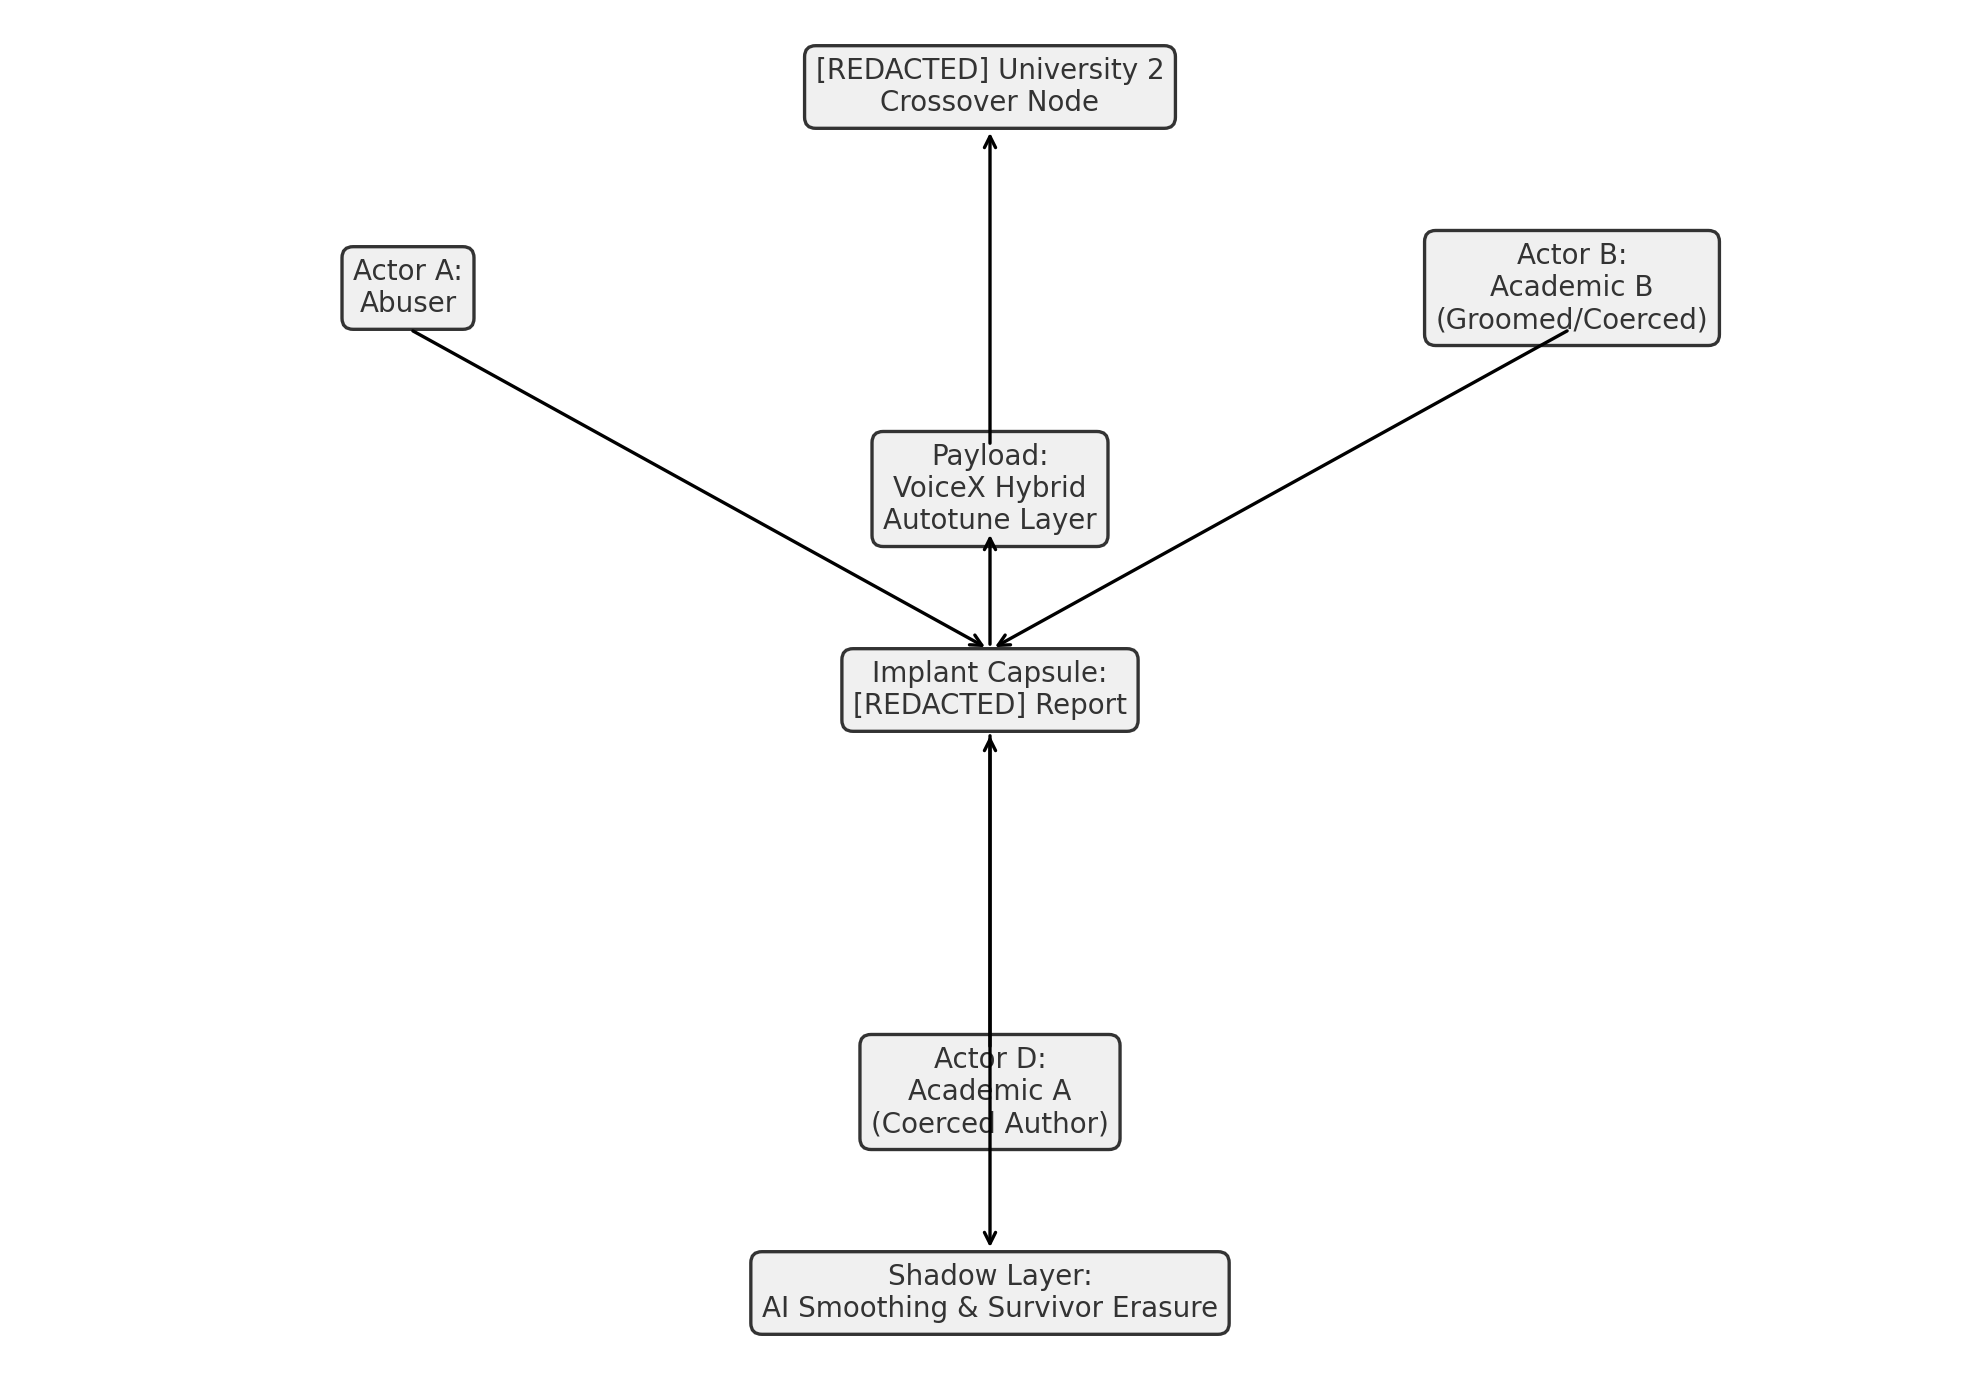 [REDACTED] University 2
Crossover Node
Actor A:
Abuser
Actor B:
Academic B
(Groomed/Coerced)
Payload:
VoiceX Hybrid
Autotune Layer
Implant Capsule:
[REDACTED] Report
Actor D:
Academic A
(Coerced Author)
Shadow Layer:
AI Smoothing & Survivor Erasure